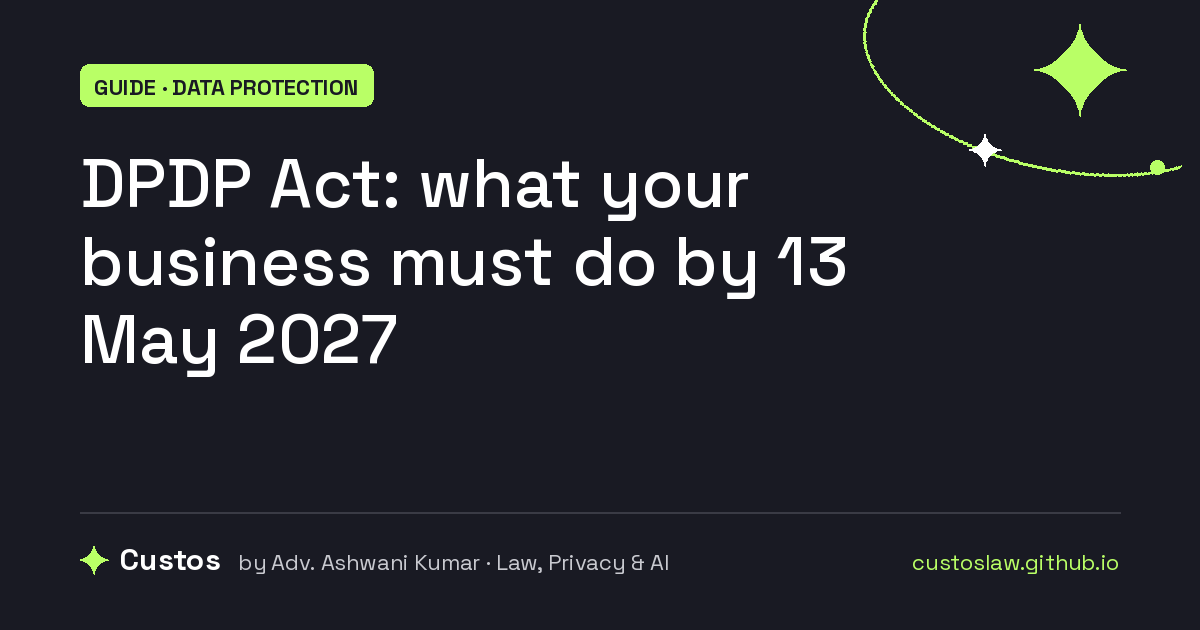 GUIDE · DATA PROTECTION
DPDP Act: what your
business must do by 13
May 2027
Custos by Adv. Ashwani Kumar · Law, Privacy & AI
custoslaw.github.io